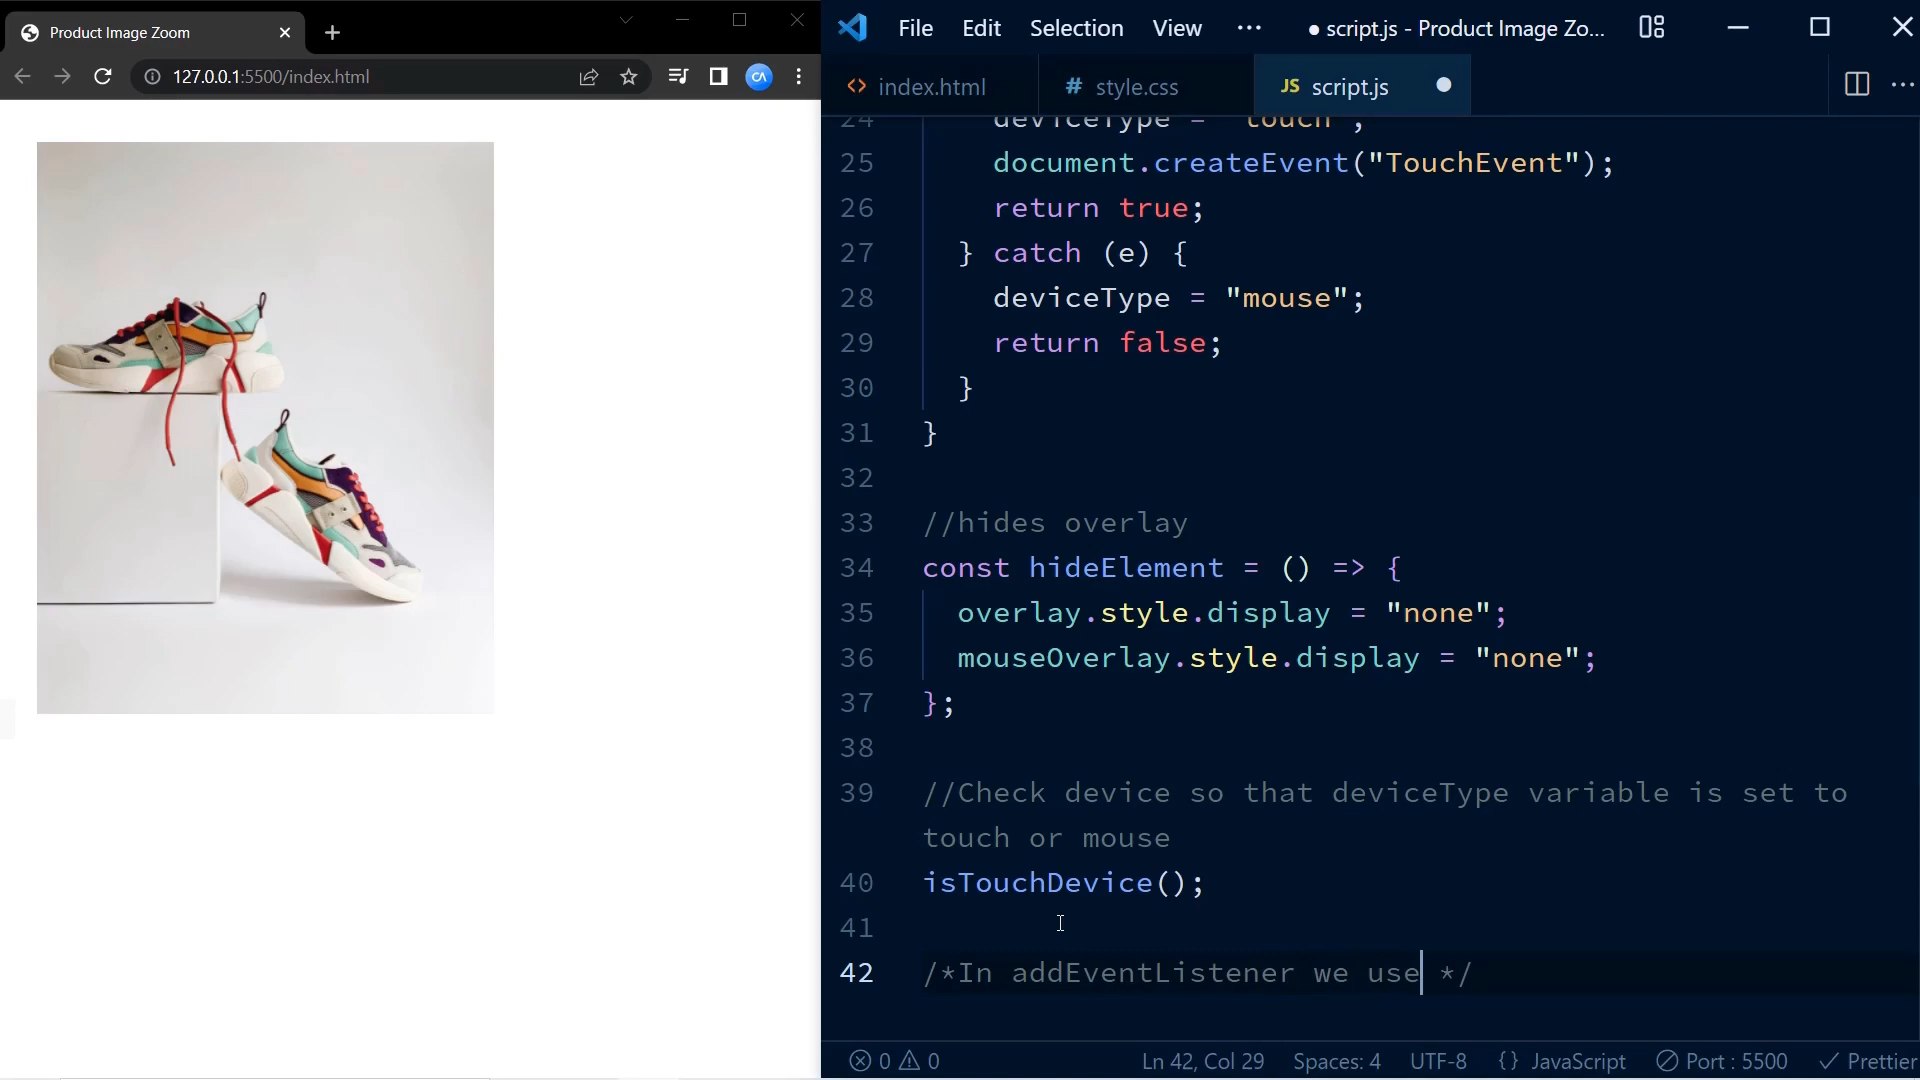 Product Image Zoom
127.0.0.1:5500/index.html
CA
File Edit Selection View ··· ● script.js - Product Image Zo...
<> index.html # style.css JS script.js ●
24 deviceType = "touch";
25 document.createEvent("TouchEvent");
26 return true;
27 } catch (e) {
28 deviceType = "mouse";
29 return false;
30 }
31 }
32
33 //hides overlay
34 const hideElement = () => {
35 overlay.style.display = "none";
36 mouseOverlay.style.display = "none";
37 };
38
39 //Check device so that deviceType variable is set to
touch or mouse
40 isTouchDevice();
41
42 /*In addEventListener we use */
0 0 Ln 42, Col 29 Spaces: 4 UTF-8 {} JavaScript Port : 5500 ✓ Prettier